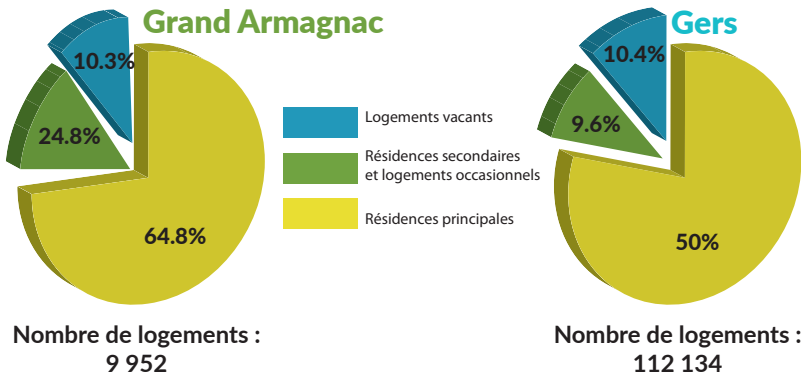 Grand Armagnac
10.3%
24.8%
64.8%
Nombre de logements :
9 952
Logements vacants
Résidences secondaires
et logements occasionnels
Résidences principales
Gers
10.4%
9.6%
50%
Nombre de logements :
112 134